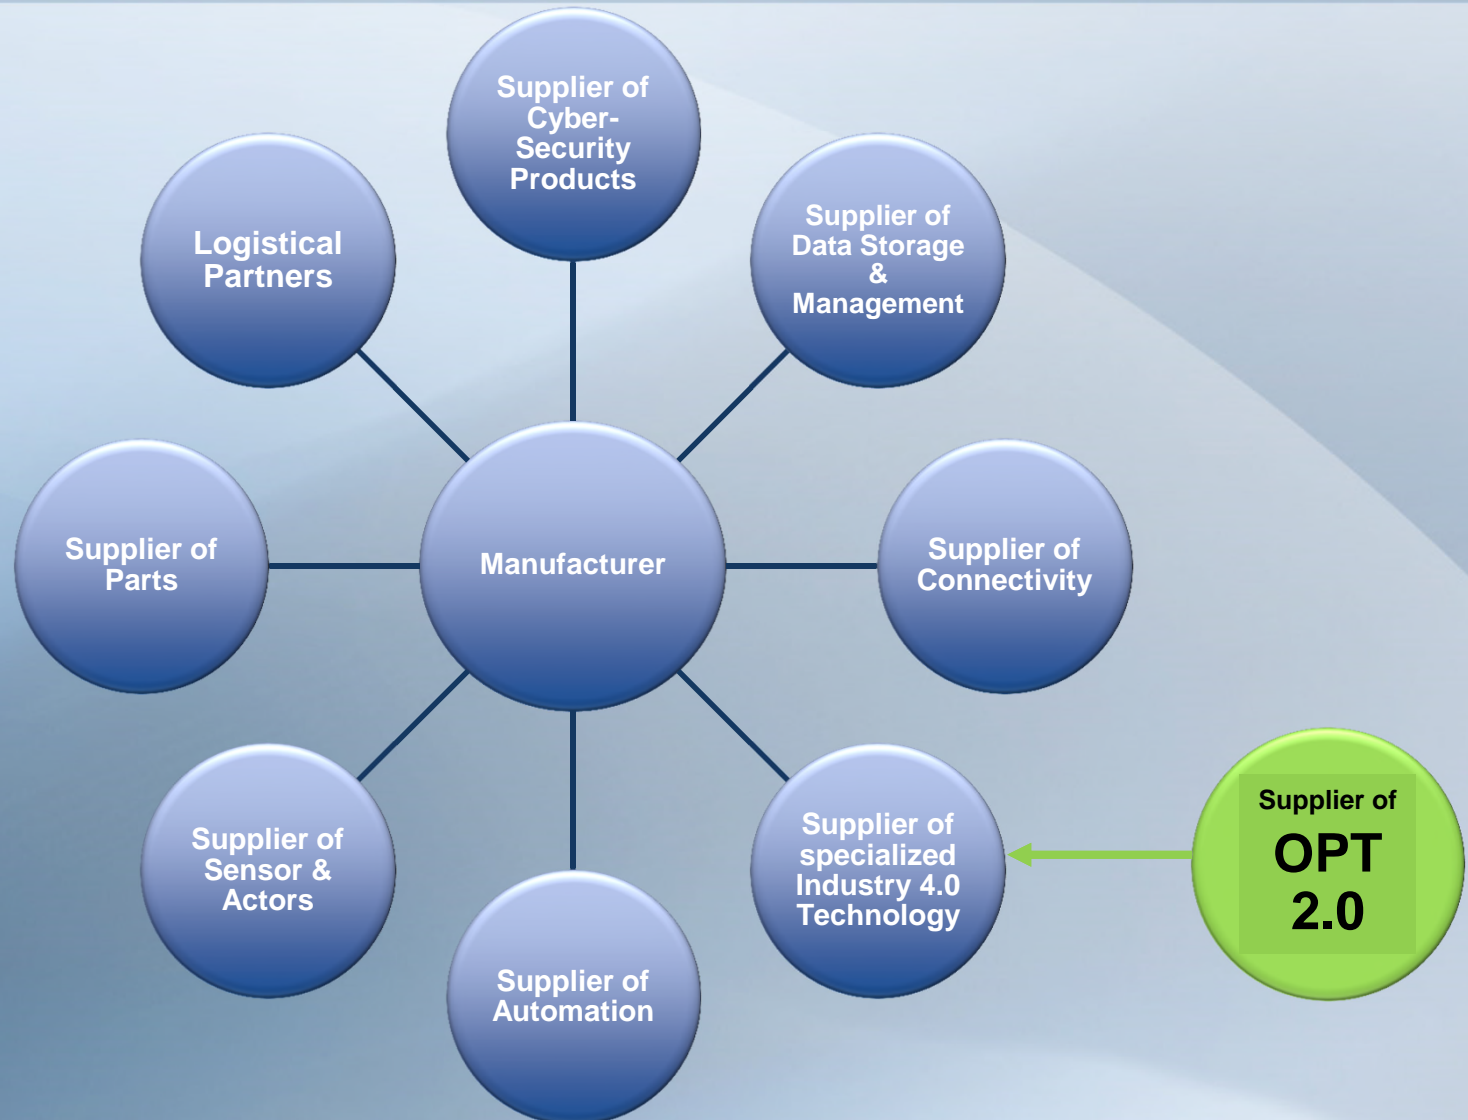 Supplier of
Cyber-
Security
Products
Logistical
Partners
Supplier of
Data Storage
&
Management
Supplier of
Parts
Manufacturer
Supplier of
Connectivity
Supplier of
Sensor &
Actors
Supplier of
specialized
Industry 4.0
Technology
Supplier of
OPT
2.0
Supplier of
Automation